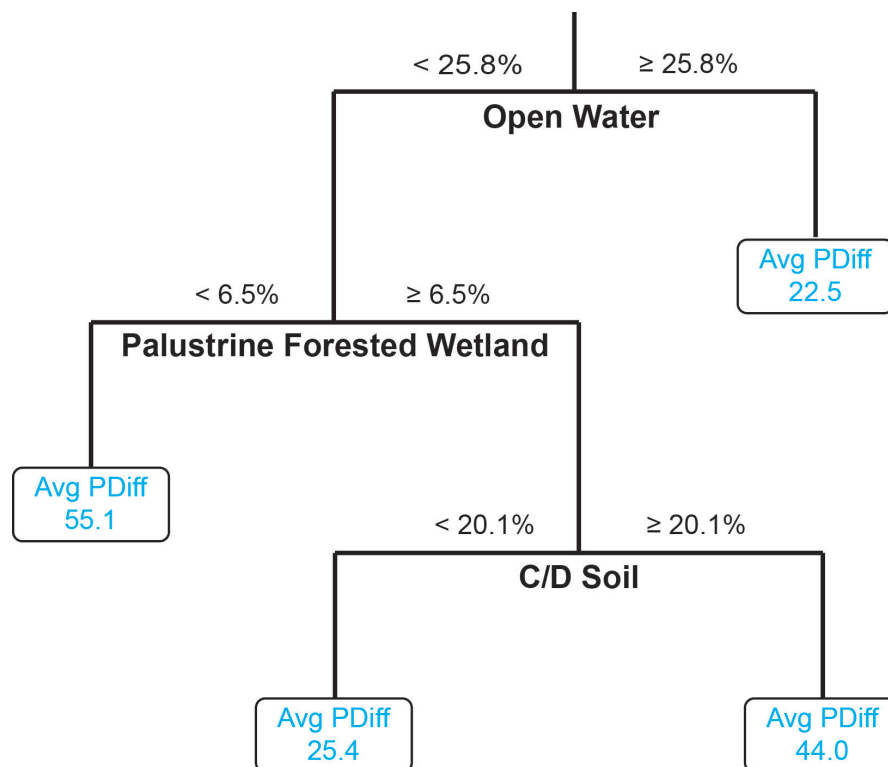 < 25.8%
≥ 25.8%
Open Water
Avg PDiff
22.5
< 6.5%
≥ 6.5%
Palustrine Forested Wetland
Avg PDiff
55.1
< 20.1%
≥ 20.1%
C/D Soil
Avg PDiff
25.4
Avg PDiff
44.0